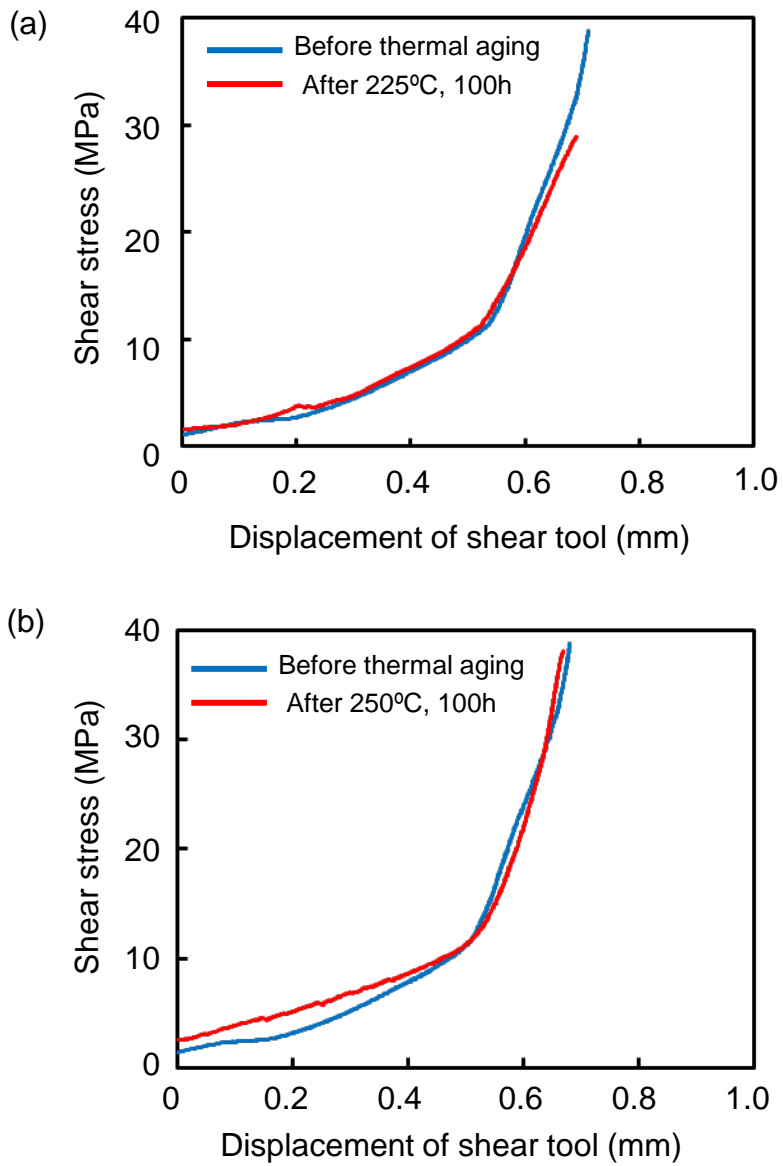 (a)
40
Before thermal aging
After 225ºC, 100h
30
20
10
0
Shear stress (MPa)
0 0.2 0.4 0.6 0.8 1.0
Displacement of shear tool (mm)
(b)
40
Before thermal aging
After 250ºC, 100h
30
20
10
0
Shear stress (MPa)
0 0.2 0.4 0.6 0.8 1.0
Displacement of shear tool (mm)